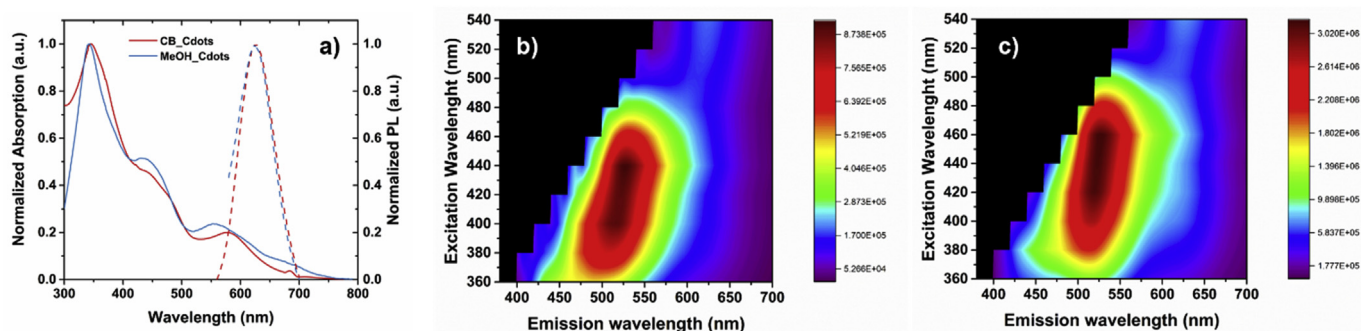 a)
CB_Cdots
MeOH_Cdots
Normalized Absorption (a.u.)
1.0
0.8
0.6
0.4
0.2
0.0
Normalized PL (a.u.)
1.0
0.8
0.6
0.4
0.2
0.0
300 400 500 600 700 800
Wavelength (nm)
b)
Excitation Wavelenght (nm)
540
520
500
480
460
440
420
400
380
360
400 450 500 550 600 650 700
Emission wavelength (nm)
8.738E+05
7.565E+05
6.392E+05
5.219E+05
4.046E+05
2.873E+05
1.700E+05
5.266E+04
c)
Excitation Wavelength (nm)
540
520
500
480
460
440
420
400
380
360
400 450 500 550 600 650 700
Emission wavelength (nm)
3.020E+06
2.614E+06
2.208E+06
1.802E+06
1.396E+06
9.898E+05
5.837E+05
1.777E+05